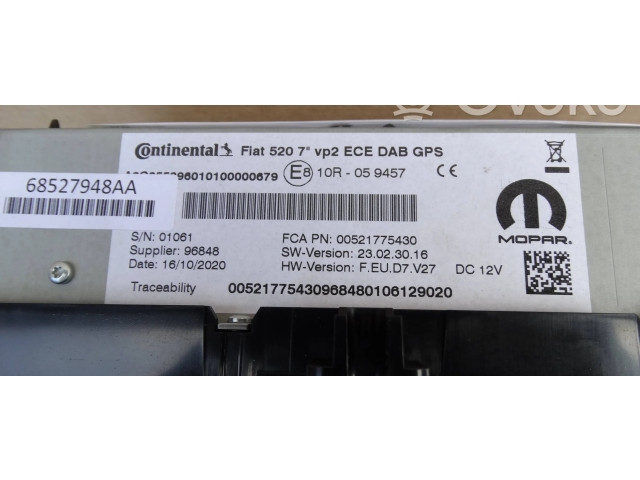 OVOKO
Continental Fiat 520 7" vp2 ECE DAB GPS
96010100000679 E8 10R - 05 9457 CE
68527948AA
MOPAR®
S/N: 01061 FCA PN: 00521775430
Supplier: 96848 SW-Version: 23.02.30.16
Date: 16/10/2020 HW-Version: F.EU.D7.V27 DC 12V
Traceability 00521775430968480106129020